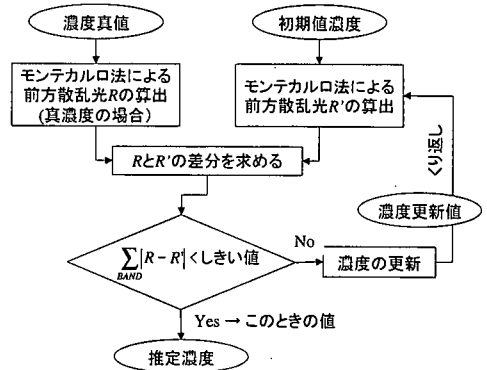 濃度真値
初期値濃度
モンテカルロ法による
前方散乱光Rの算出
(真濃度の場合)
モンテカルロ法による
前方散乱光R'の算出
RとR'の差分を求める
くり返し
濃度更新値
∑|R − R'|<しきい値
BAND
No
濃度の更新
Yes → このときの値
推定濃度